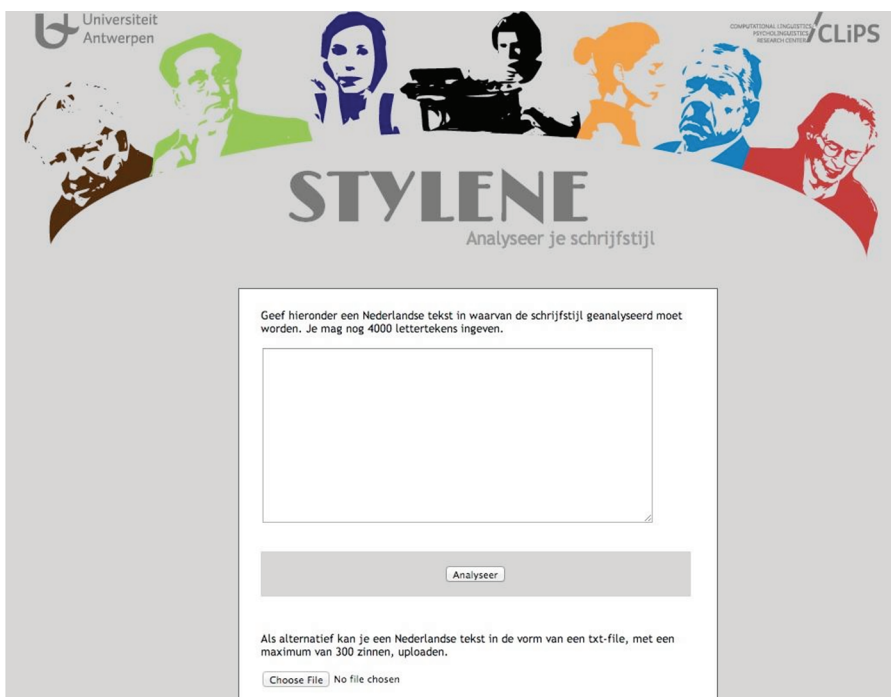 Universiteit
Antwerpen
COMPUTATIONAL LINGUISTICS
PSYCHOLINGUISTICS
RESEARCH CENTER
CLiPS
STYLENE
Analyseer je schrijfstijl
Geef hieronder een Nederlandse tekst in waarvan de schrijfstijl geanalyseerd moet
worden. Je mag nog 4000 lettertekens ingeven.
Analyseer
Als alternatief kan je een Nederlandse tekst in de vorm van een txt-file, met een
maximum van 300 zinnen, uploaden.
Choose File No file chosen